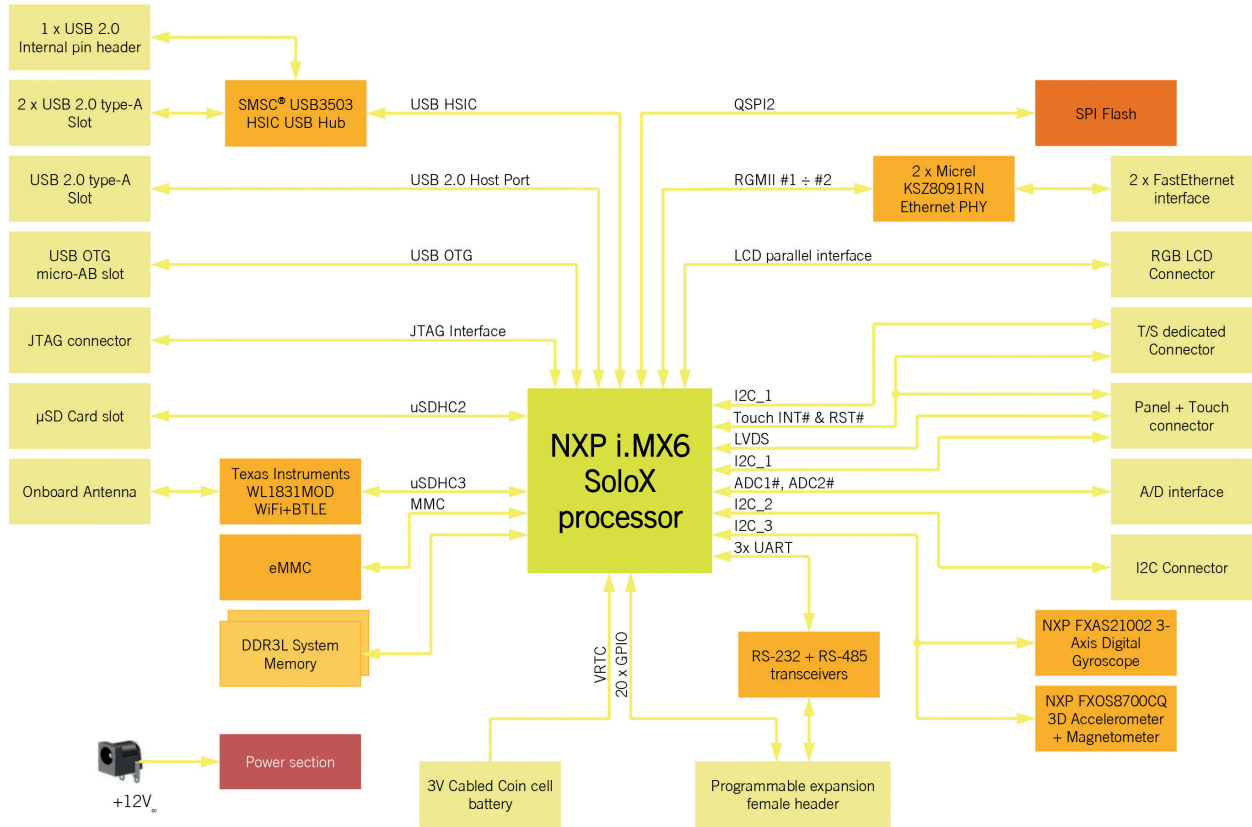 1 x USB 2.0
Internal pin header
2 x USB 2.0 type-A
Slot
SMSC® USB3503
HSIC USB Hub
USB HSIC
QSPI2
SPI Flash
USB 2.0 type-A
Slot
USB 2.0 Host Port
RGMII #1 ÷ #2
2 x Micrel
KSZ8091RN
Ethernet PHY
2 x FastEthernet
interface
USB OTG
micro-AB slot
USB OTG
LCD parallel interface
RGB LCD
Connector
JTAG connector
JTAG Interface
T/S dedicated
Connector
µSD Card slot
uSDHC2
NXP i.MX6
SoloX
processor
I2C_1
Touch INT# & RST#
LVDS
I2C_1
ADC1#, ADC2#
I2C_2
I2C_3
3x UART
Panel + Touch
connector
Onboard Antenna
Texas Instruments
WL1831MOD
WiFi+BTLE
uSDHC3
MMC
A/D interface
eMMC
I2C Connector
DDR3L System
Memory
VRTC
20 x GPIO
RS-232 + RS-485
transceivers
NXP FXAS21002 3-
Axis Digital
Gyroscope
NXP FXOS8700CQ
3D Accelerometer
+ Magnetometer
+12V
Power section
3V Cabled Coin cell
battery
Programmable expansion
female header